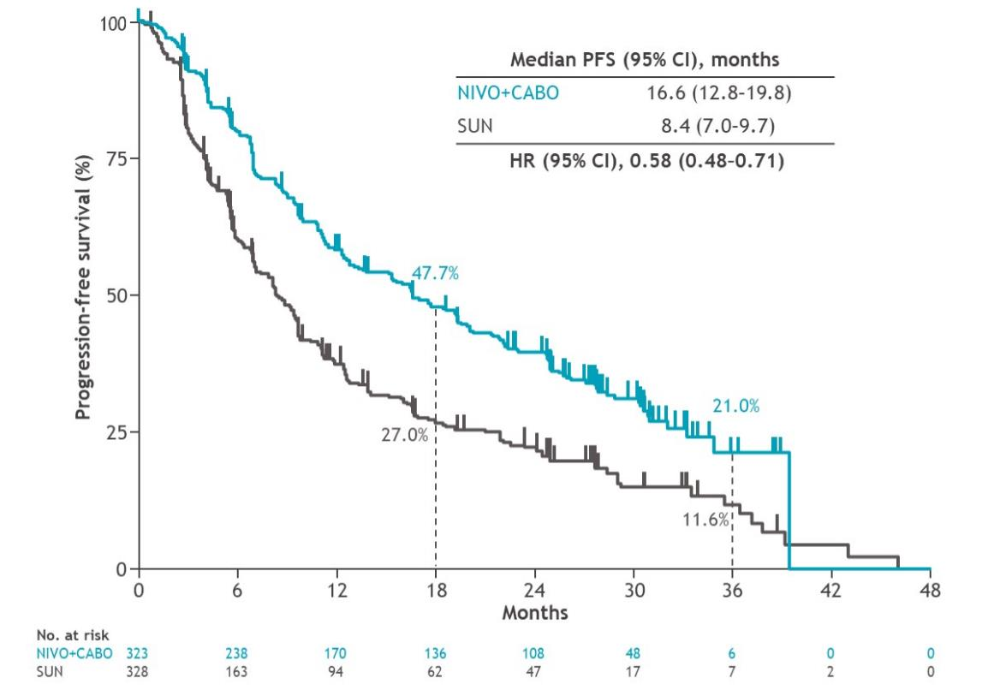 Median PFS (95% CI), months
NIVO+CABO 16.6 (12.8-19.8)
SUN 8.4 (7.0-9.7)
HR (95% CI), 0.58 (0.48-0.71)
Progression-free survival (%)
100
75
50
25
0
47.7%
27.0%
21.0%
11.6%
0 6 12 18 24 30 36 42 48
Months
No. at risk
NIVO+CABO 323 238 170 136 108 48 6 0 0
SUN 328 163 94 62 47 17 7 2 0